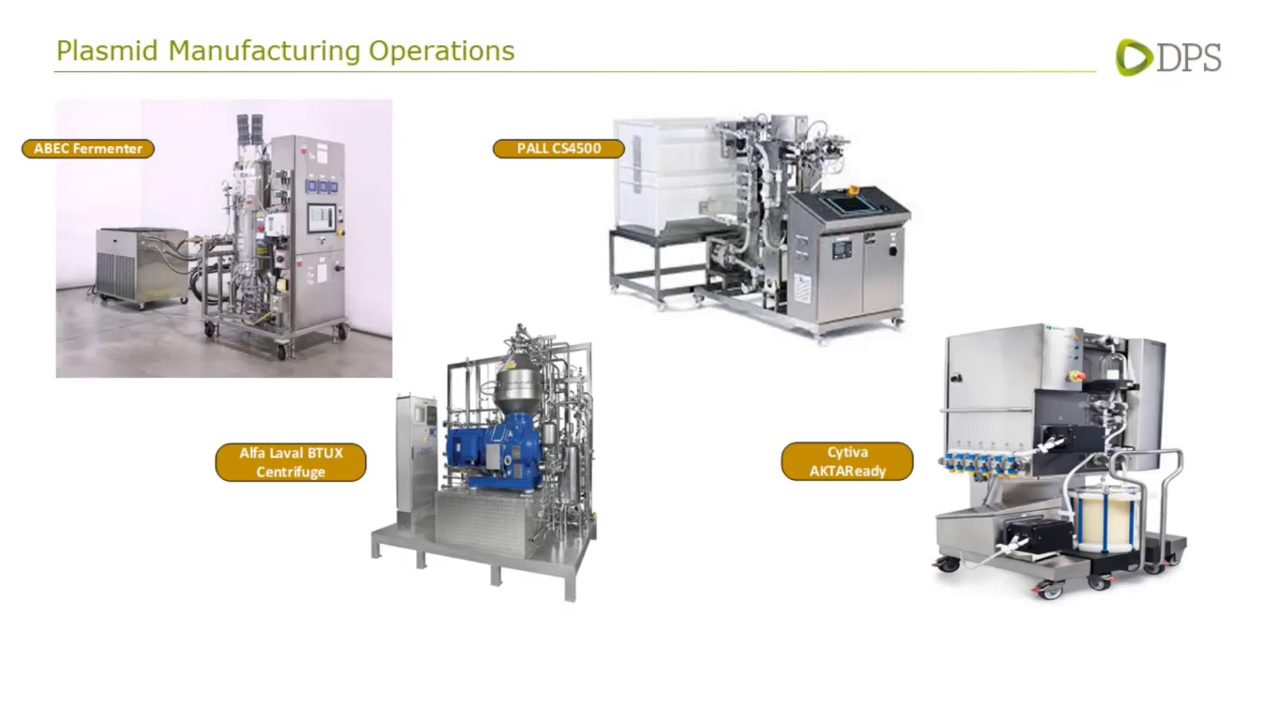 Plasmid Manufacturing Operations
DPS
ABEC Fermenter
PALL CS4500
Alfa Laval BTUX
Centrifuge
Cytiva
AKTAReady